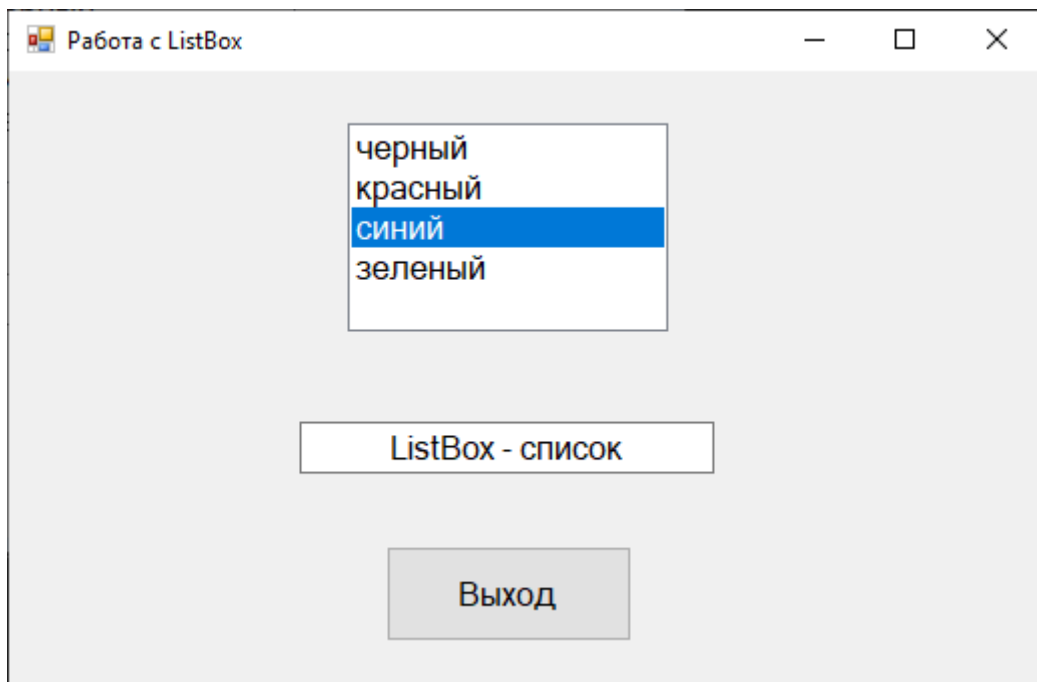 Работа с ListBox
черный
красный
синий
зеленый
ListBox - список
Выход